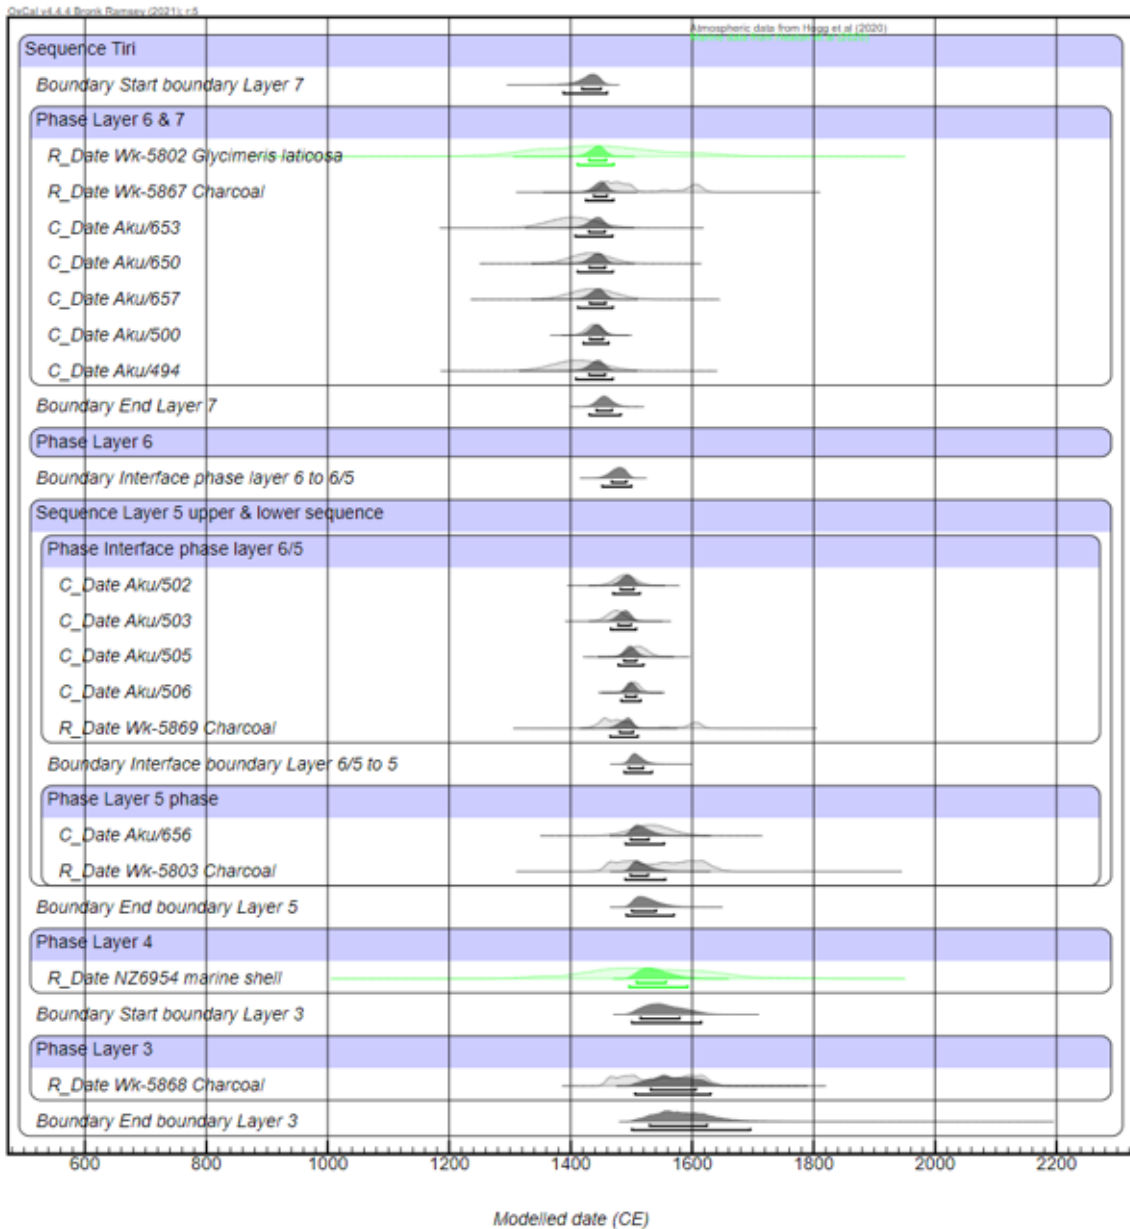 OxCal v4.4.4 Bronk Ramsey (2021); r:5
Atmospheric data from Hogg et al (2020)
Sequence Tiri
Boundary Start boundary Layer 7
Phase Layer 6 & 7
R_Date Wk-5802 Glycimeris laticosa
R_Date Wk-5867 Charcoal
C_Date Aku/653
C_Date Aku/650
C_Date Aku/657
C_Date Aku/500
C_Date Aku/494
Boundary End Layer 7
Phase Layer 6
Boundary Interface phase layer 6 to 6/5
Sequence Layer 5 upper & lower sequence
Phase Interface phase layer 6/5
C_Date Aku/502
C_Date Aku/503
C_Date Aku/505
C_Date Aku/506
R_Date Wk-5869 Charcoal
Boundary Interface boundary Layer 6/5 to 5
Phase Layer 5 phase
C_Date Aku/656
R_Date Wk-5803 Charcoal
Boundary End boundary Layer 5
Phase Layer 4
R_Date NZ6954 marine shell
Boundary Start boundary Layer 3
Phase Layer 3
R_Date Wk-5868 Charcoal
Boundary End boundary Layer 3
600 800 1000 1200 1400 1600 1800 2000 2200
Modelled date (CE)